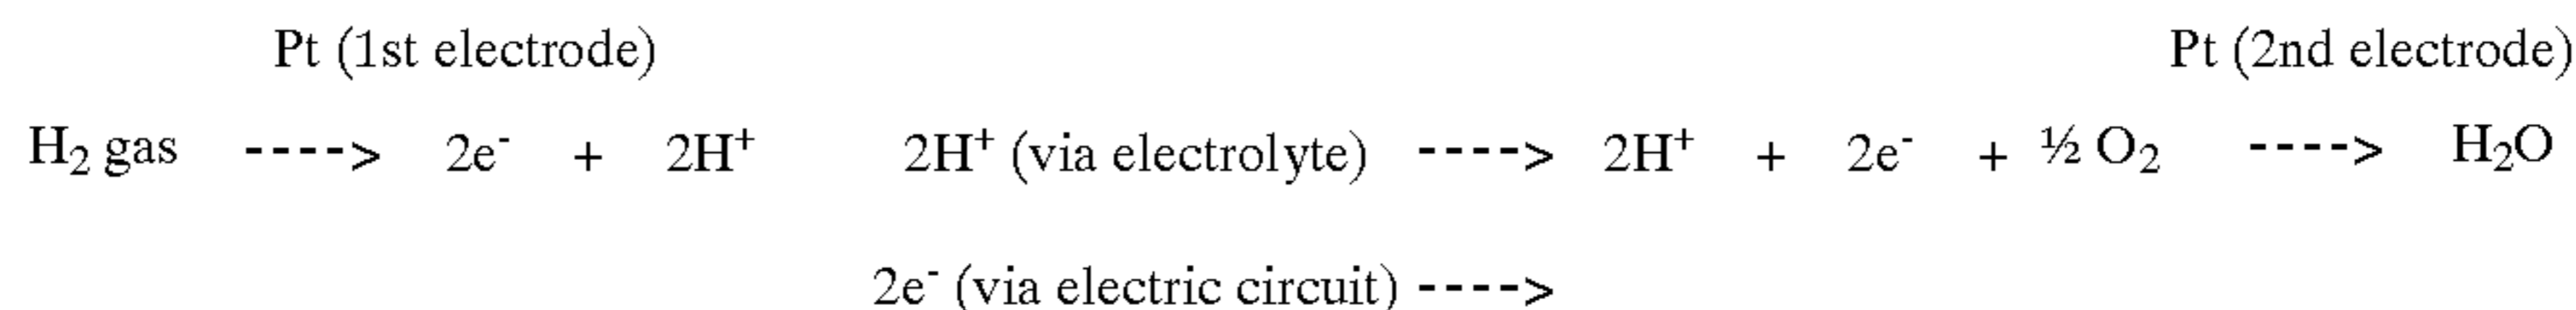 Pt (1st electrode) Pt (2nd electrode)
H₂ gas ----> 2e⁻ + 2H⁺ 2H⁺ (via electrolyte) ----> 2H⁺ + 2e⁻ + ½ O₂ ----> H₂O
2e⁻ (via electric circuit) ---->